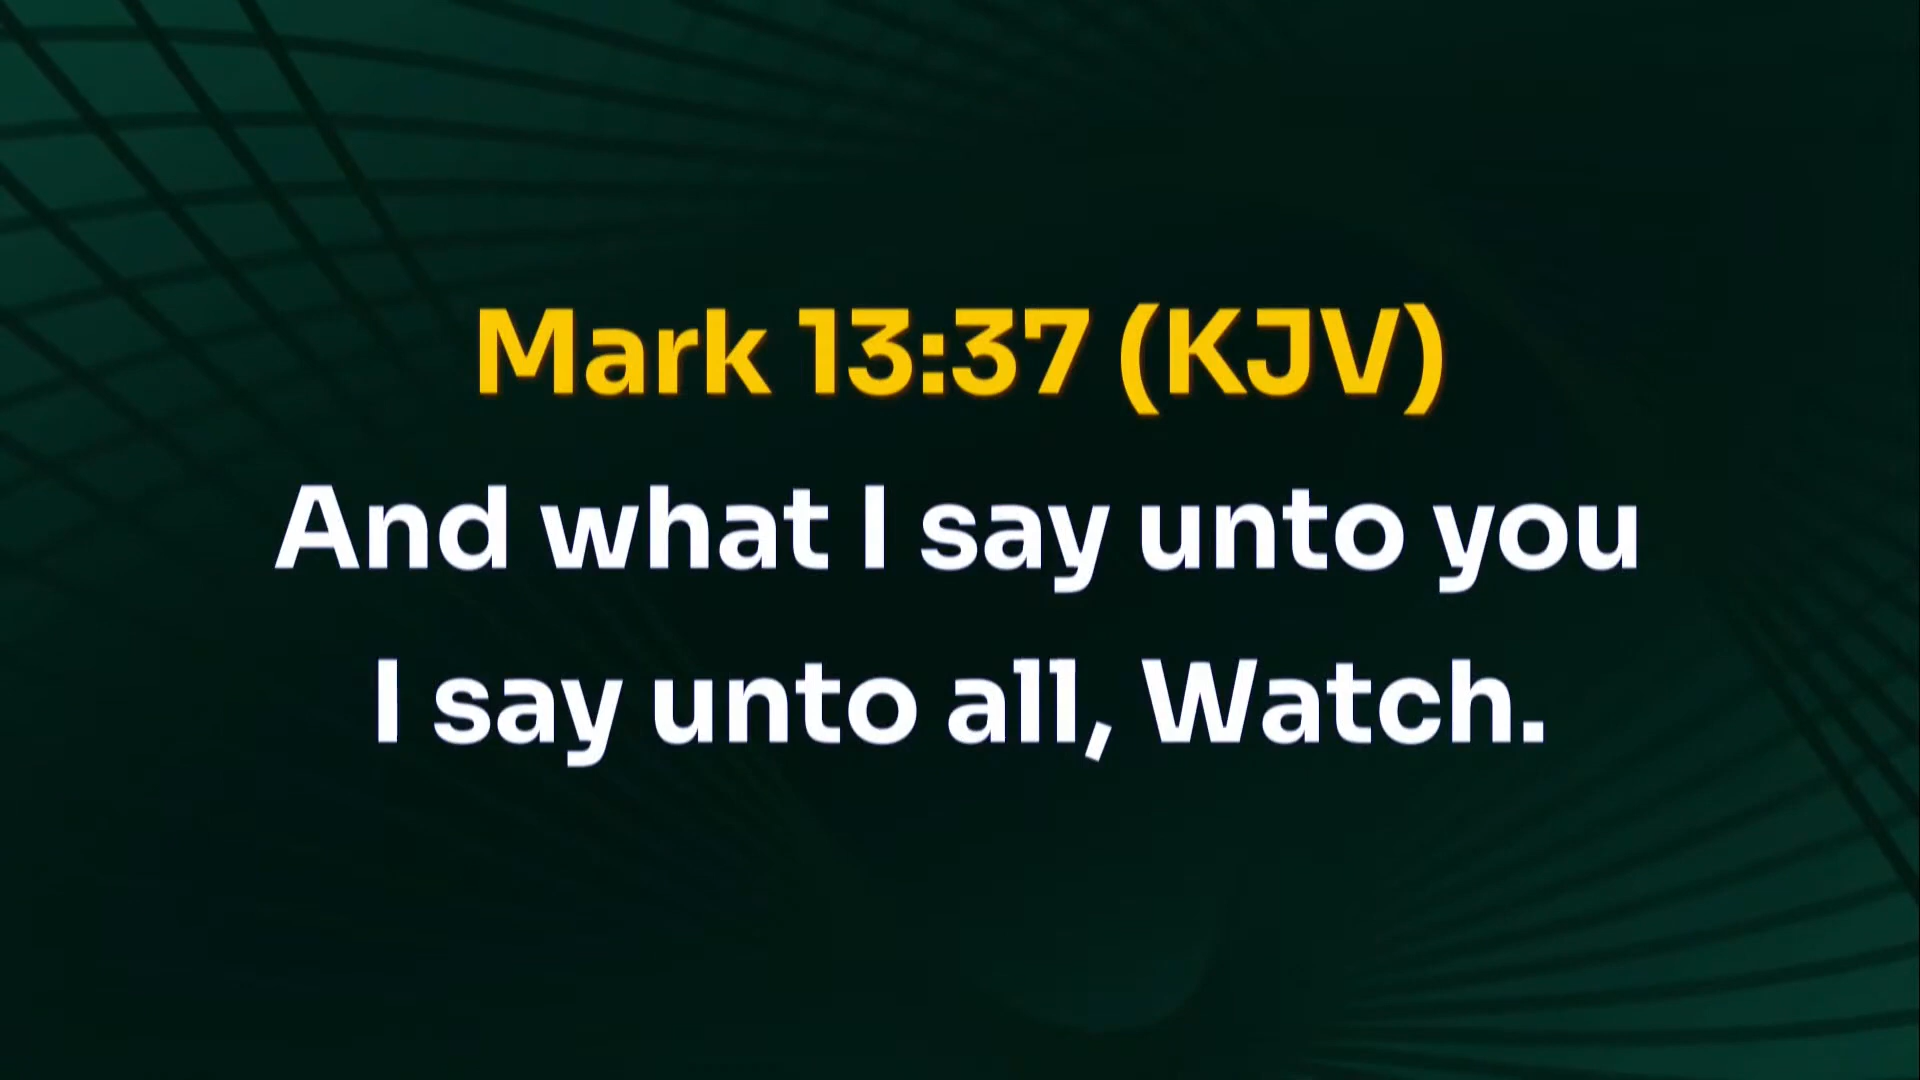 Mark 13:37 (KJV)
And what I say unto you
I say unto all, Watch.